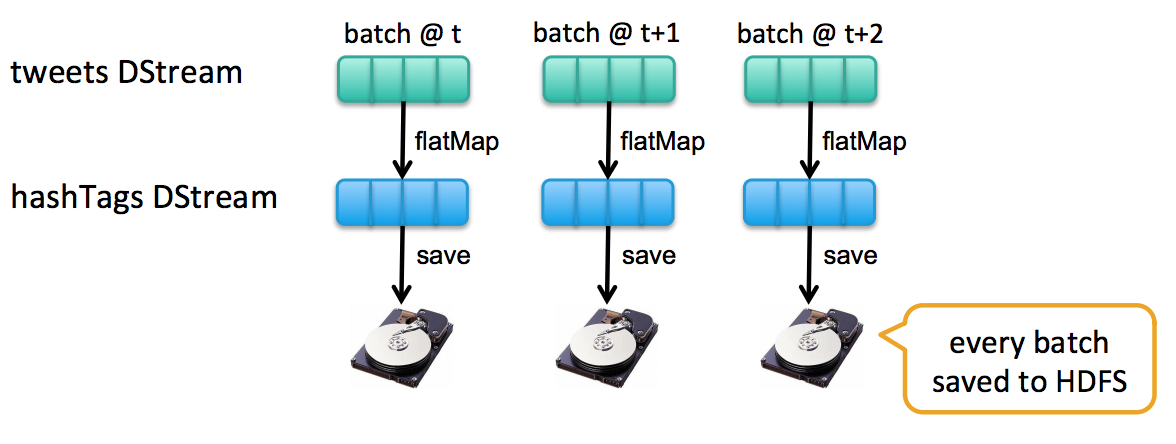 batch @ t
batch @ t+1
batch @ t+2
tweets DStream
flatMap
flatMap
flatMap
hashTags DStream
save
save
save
every batch
saved to HDFS